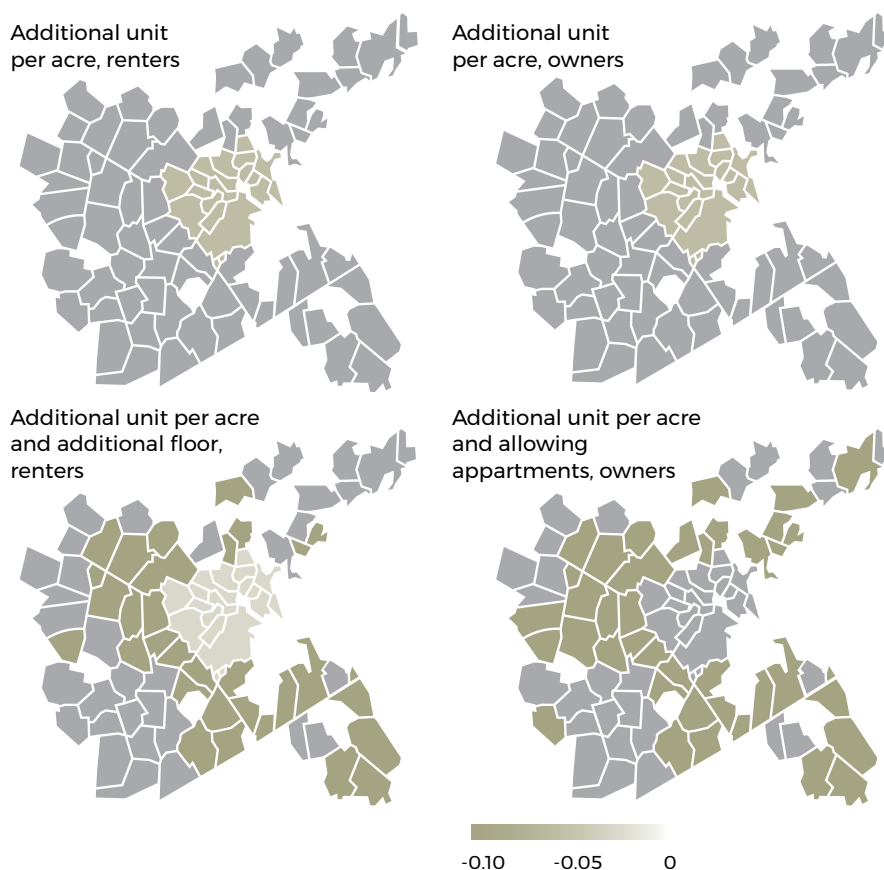 Additional unit
per acre, renters
Additional unit
per acre, owners
Additional unit per acre
and additional floor,
renters
Additional unit per acre
and allowing
appartments, owners
-0.10
-0.05
0